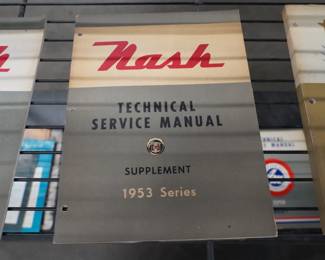 Nash
TECHNICAL
SERVICE MANUAL
SUPPLEMENT
1953 Series